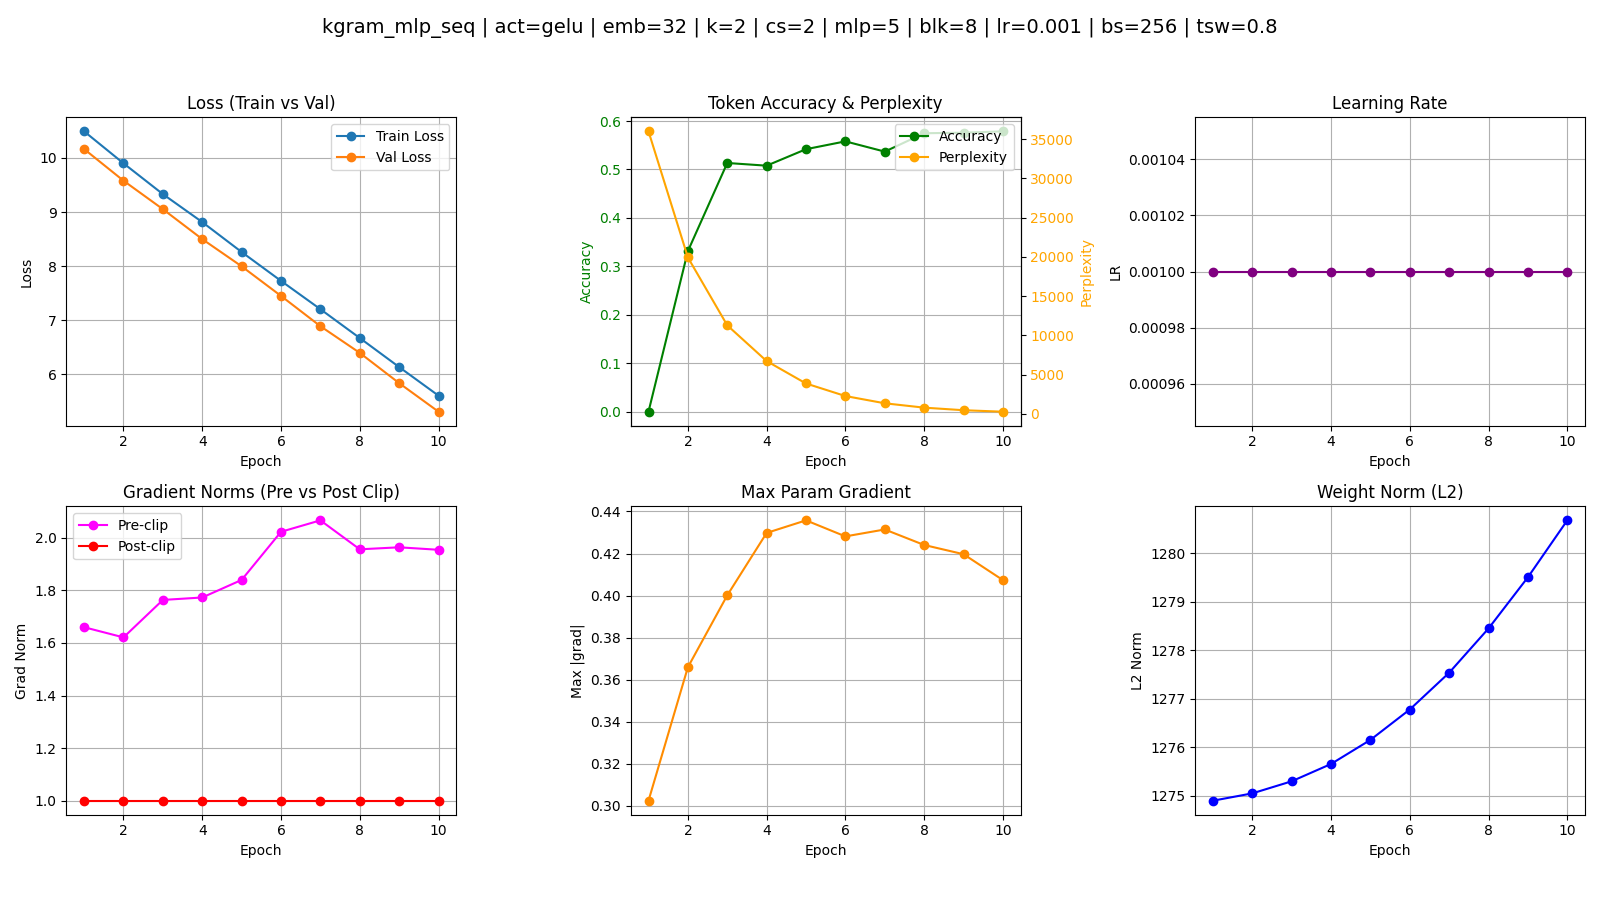 kgram_mlp_seq | act=gelu | emb=32 | k=2 | cs=2 | mlp=5 | blk=8 | lr=0.001 | bs=256 | tsw=0.8
Loss (Train vs Val)
Train Loss
Val Loss
10
9
8
7
6
Loss
2 4 6 8 10
Epoch
Token Accuracy & Perplexity
Accuracy
Perplexity
0.6
0.5
0.4
0.3
0.2
0.1
0.0
Accuracy
35000
30000
25000
20000
15000
10000
5000
0
Perplexity
2 4 6 8 10
Epoch
Learning Rate
0.00104
0.00102
0.00100
0.00098
0.00096
LR
2 4 6 8 10
Epoch
Gradient Norms (Pre vs Post Clip)
Pre-clip
Post-clip
2.0
1.8
1.6
1.4
1.2
1.0
Grad Norm
2 4 6 8 10
Epoch
Max Param Gradient
0.44
0.42
0.40
0.38
0.36
0.34
0.32
0.30
Max |grad|
2 4 6 8 10
Epoch
Weight Norm (L2)
1280
1279
1278
1277
1276
1275
L2 Norm
2 4 6 8 10
Epoch